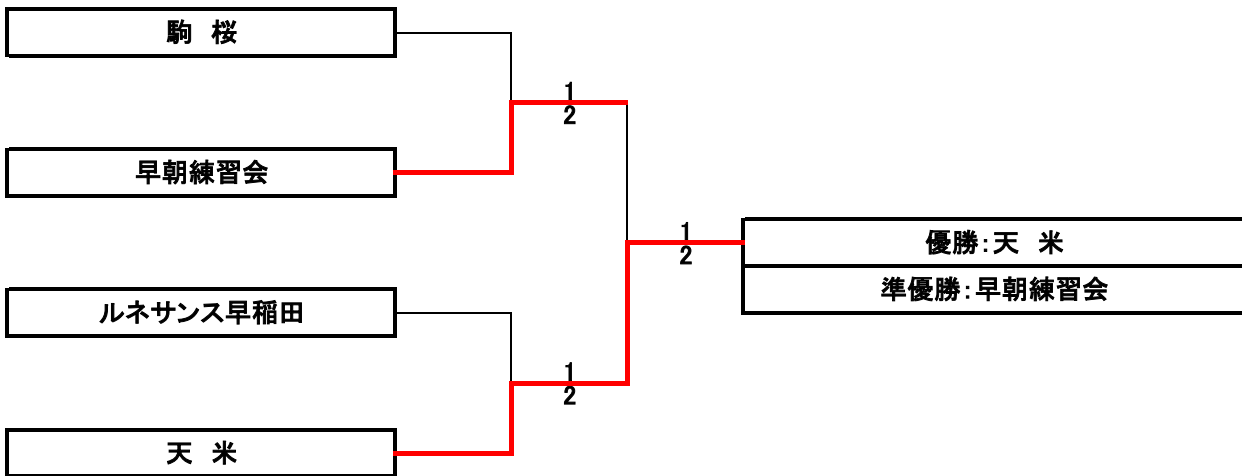 駒　桜
1
2
早朝練習会
1
2
優勝：天　米
準優勝：早朝練習会
ルネサンス早稲田
1
2
天　米